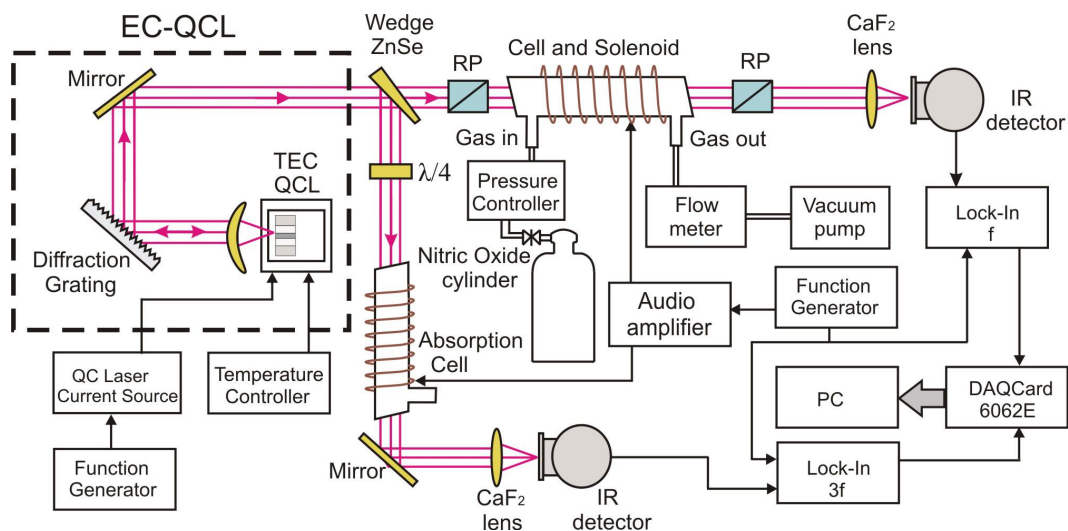 EC-QCL
Mirror
TEC
QCL
Diffraction
Grating
QC Laser
Current Source
Temperature
Controller
Function
Generator
Wedge
ZnSe
RP
Cell and Solenoid
RP
CaF₂
lens
IR
detector
Gas in
Gas out
λ/4
Pressure
Controller
Flow
meter
Vacuum
pump
Lock-In
f
Nitric Oxide
cylinder
Audio
amplifier
Function
Generator
Absorption
Cell
PC
DAQCard
6062E
Mirror
CaF₂
lens
IR
detector
Lock-In
3f